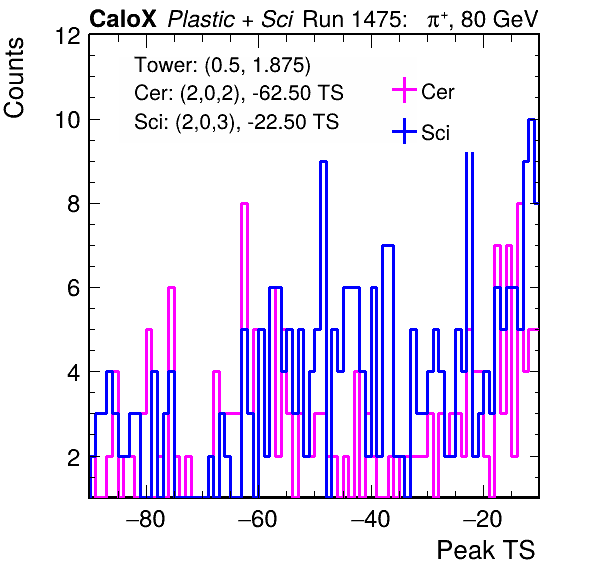 CaloX Plastic + Sci Run 1475: π+, 80 GeV
Counts
12
10
8
6
4
2
Tower: (0.5, 1.875)
Cer: (2,0,2), -62.50 TS
Sci: (2,0,3), -22.50 TS
Cer
Sci
−80 −60 −40 −20
Peak TS